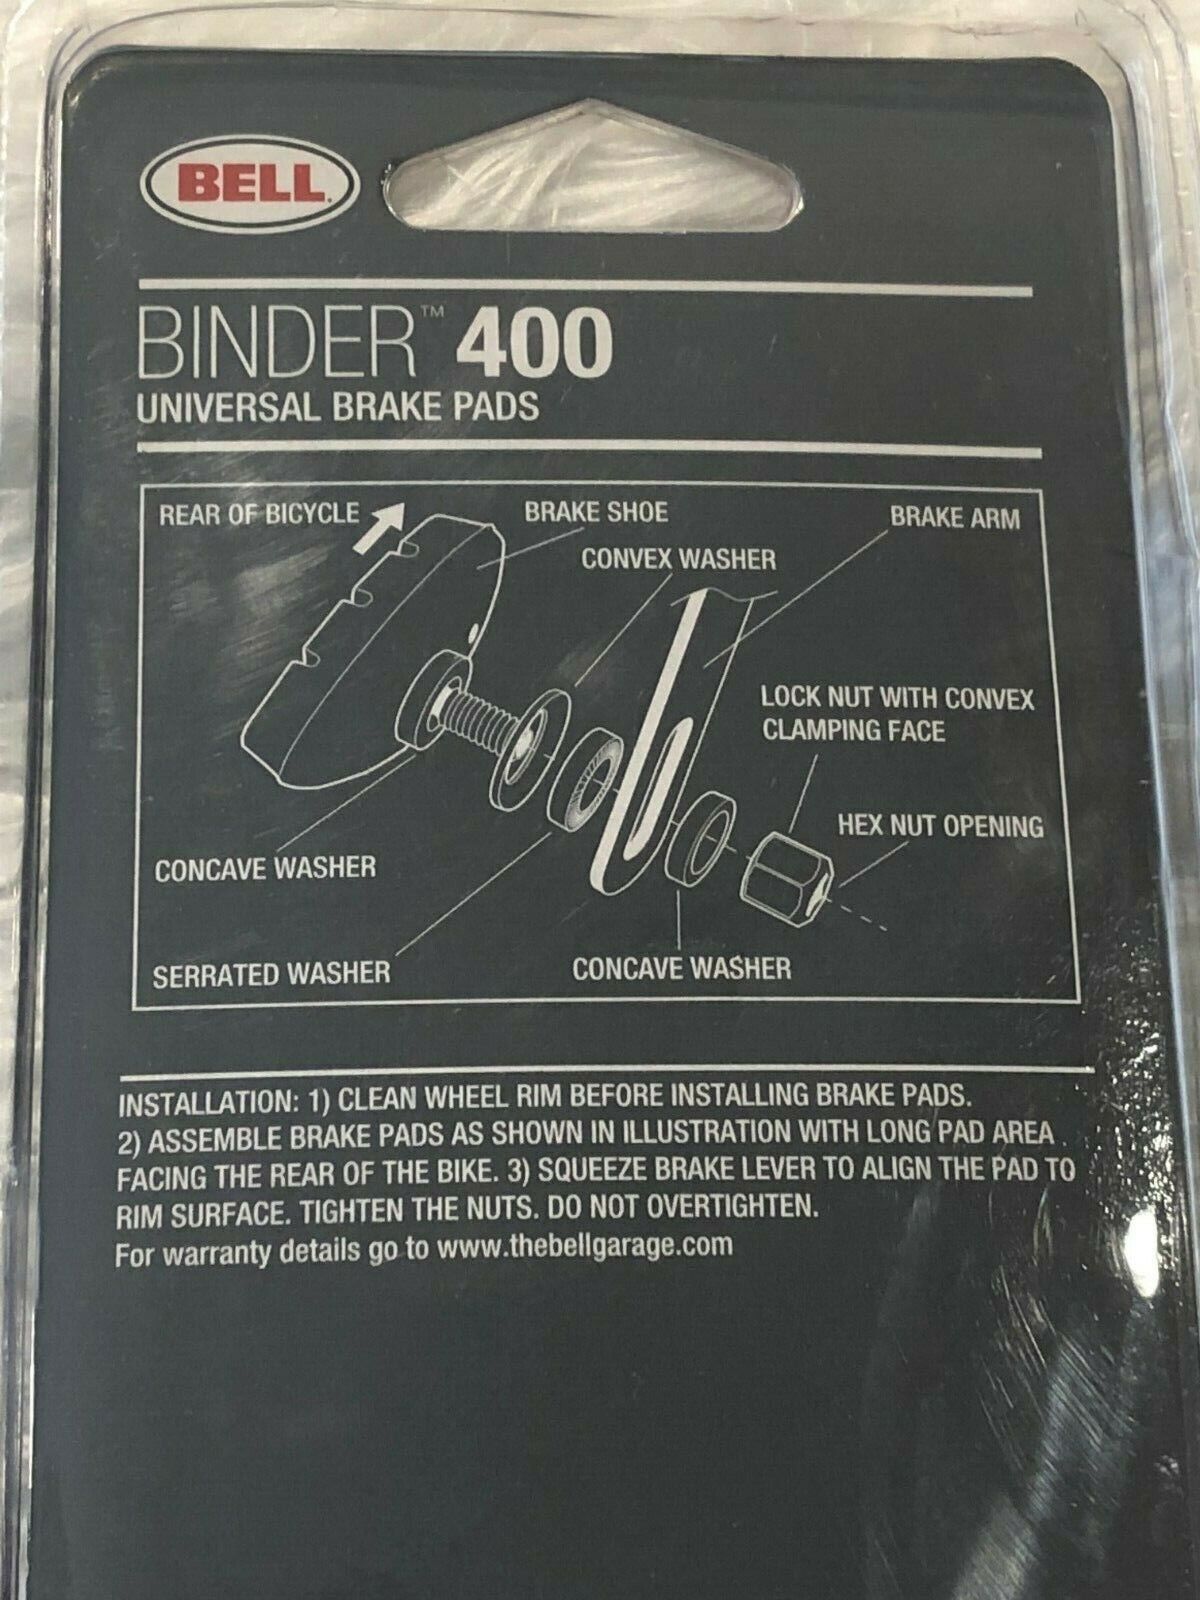 BELL
BINDER™ 400
UNIVERSAL BRAKE PADS
REAR OF BICYCLE
BRAKE SHOE
BRAKE ARM
CONVEX WASHER
LOCK NUT WITH CONVEX
CLAMPING FACE
HEX NUT OPENING
CONCAVE WASHER
SERRATED WASHER
CONCAVE WASHER
INSTALLATION: 1) CLEAN WHEEL RIM BEFORE INSTALLING BRAKE PADS.
2) ASSEMBLE BRAKE PADS AS SHOWN IN ILLUSTRATION WITH LONG PAD AREA
FACING THE REAR OF THE BIKE. 3) SQUEEZE BRAKE LEVER TO ALIGN THE PAD TO
RIM SURFACE. TIGHTEN THE NUTS. DO NOT OVERTIGHTEN.
For warranty details go to www.thebellgarage.com